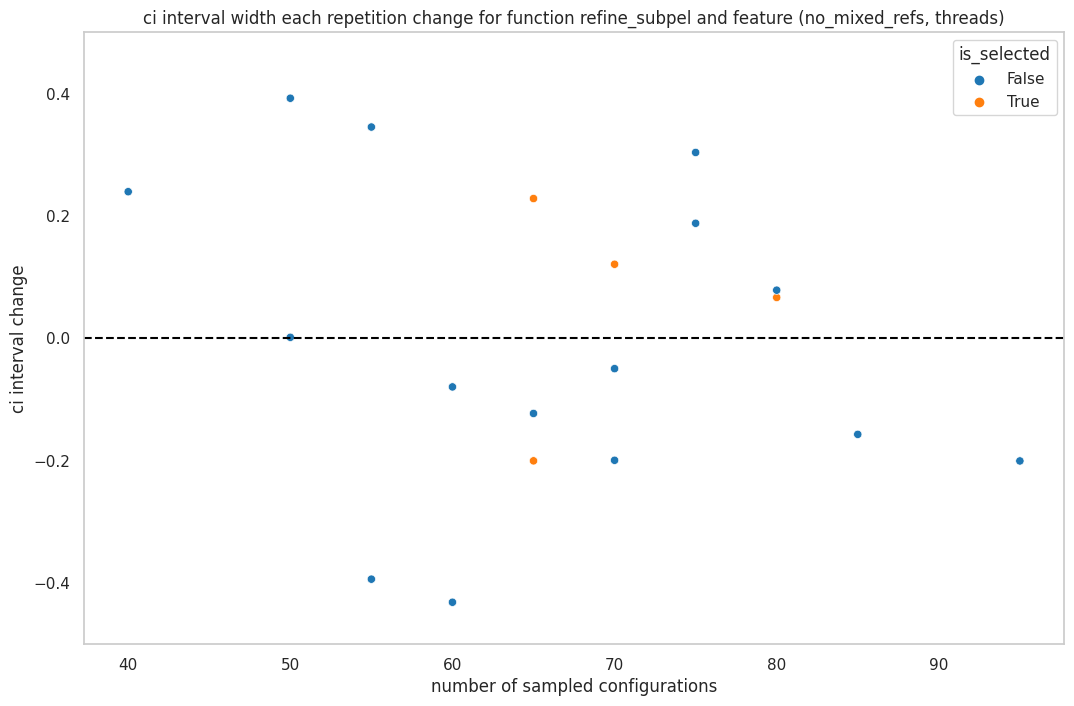 ci interval width each repetition change for function refine_subpel and feature (no_mixed_refs, threads)
is_selected
False
True
ci interval change
0.4
0.2
0.0
−0.2
−0.4
40 50 60 70 80 90
number of sampled configurations